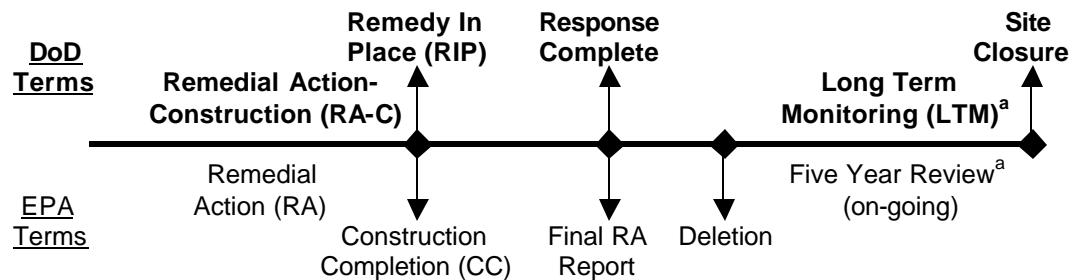 Remedy In
Place (RIP)
Response
Complete
Site
Closure
DoD
Terms
Remedial Action-
Construction (RA-C)
Long Term
Monitoring (LTM)a
Remedial
Action (RA)
Five Year Reviewa
(on-going)
EPA
Terms
Construction
Completion (CC)
Final RA
Report
Deletion